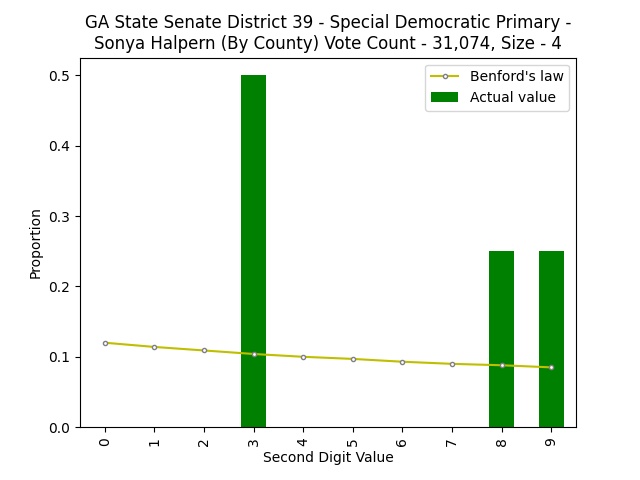 GA State Senate District 39 - Special Democratic Primary -
Sonya Halpern (By County) Vote Count - 31,074, Size - 4
Benford's law
Actual value
0.5
0.4
0.3
0.2
0.1
0.0
Proportion
0 1 2 3 4 5 6 7 8 9
Second Digit Value